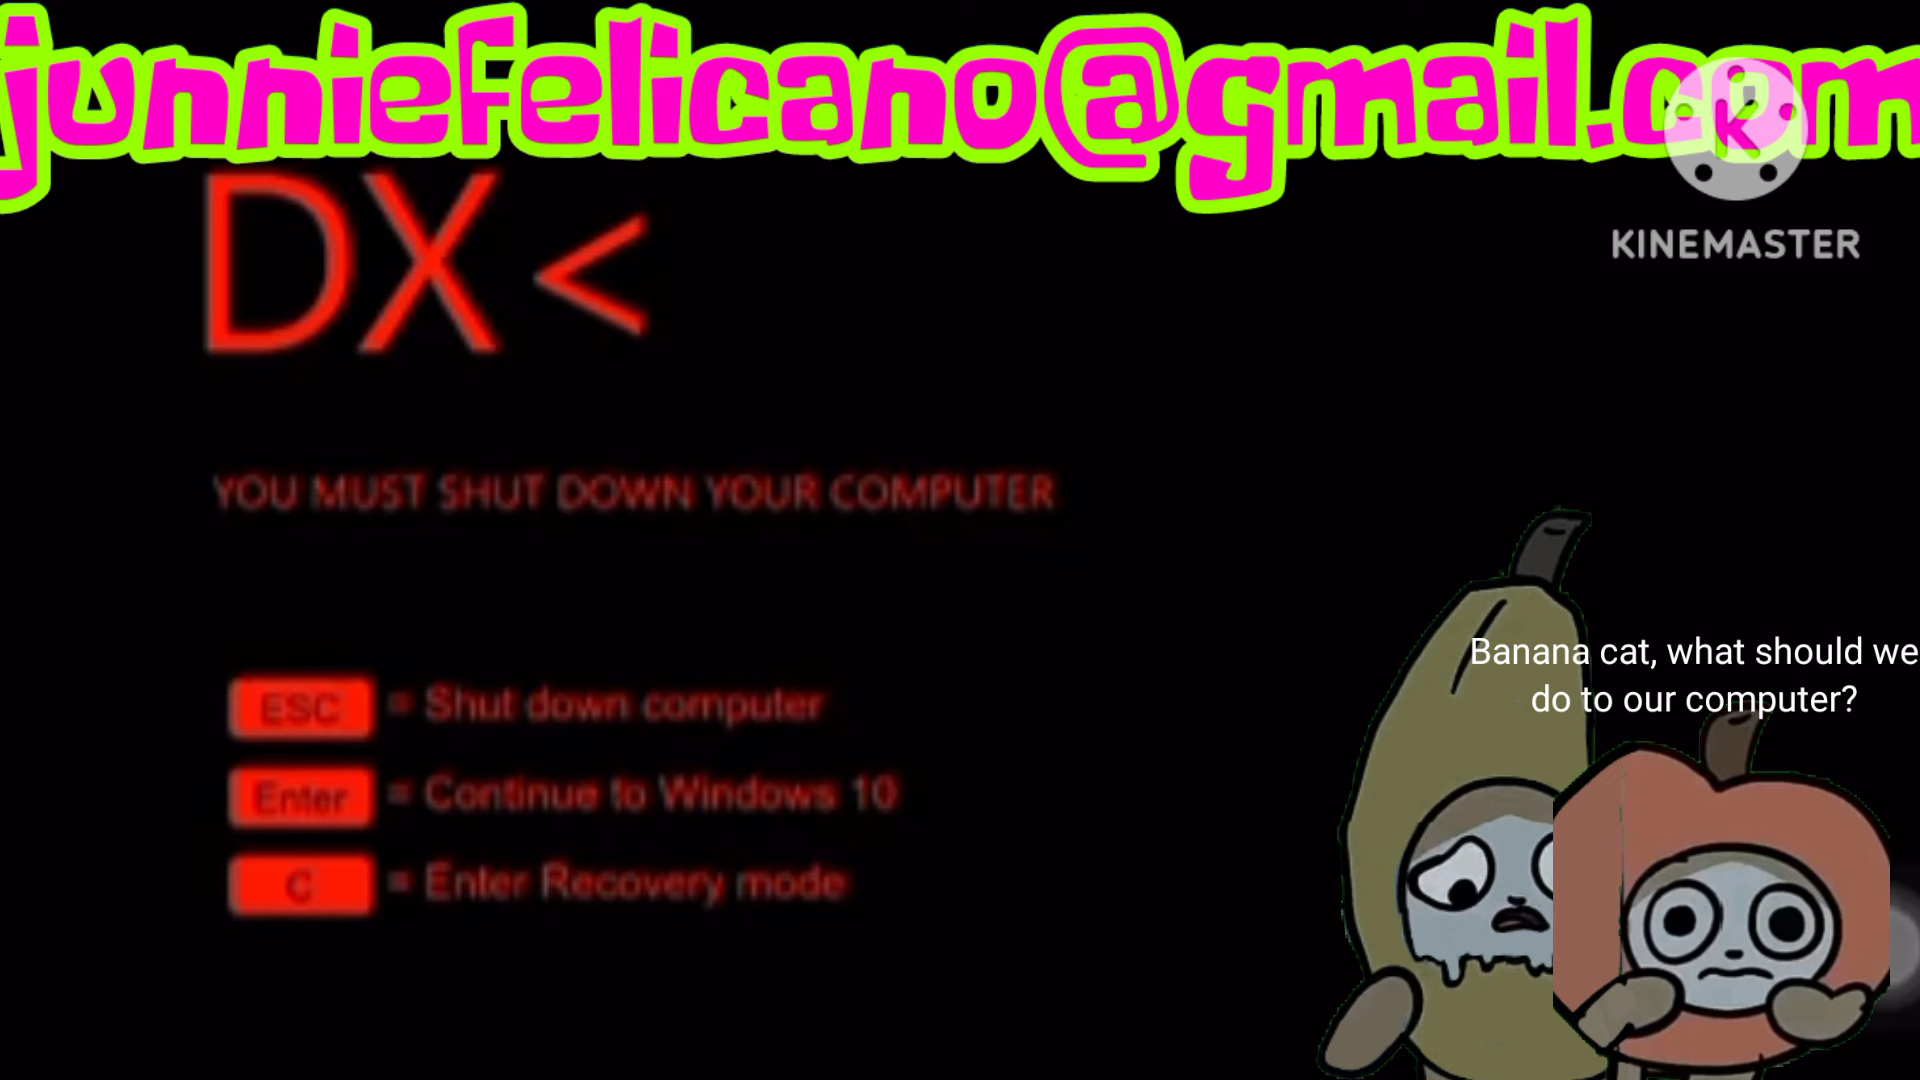 junniefelicano@gmail.com
K
KINEMASTER
DX<
YOU MUST SHUT DOWN YOUR COMPUTER
Banana cat, what should we
do to our computer?
ESC = Shut down computer
Enter = Continue to Windows 10
C = Enter Recovery mode